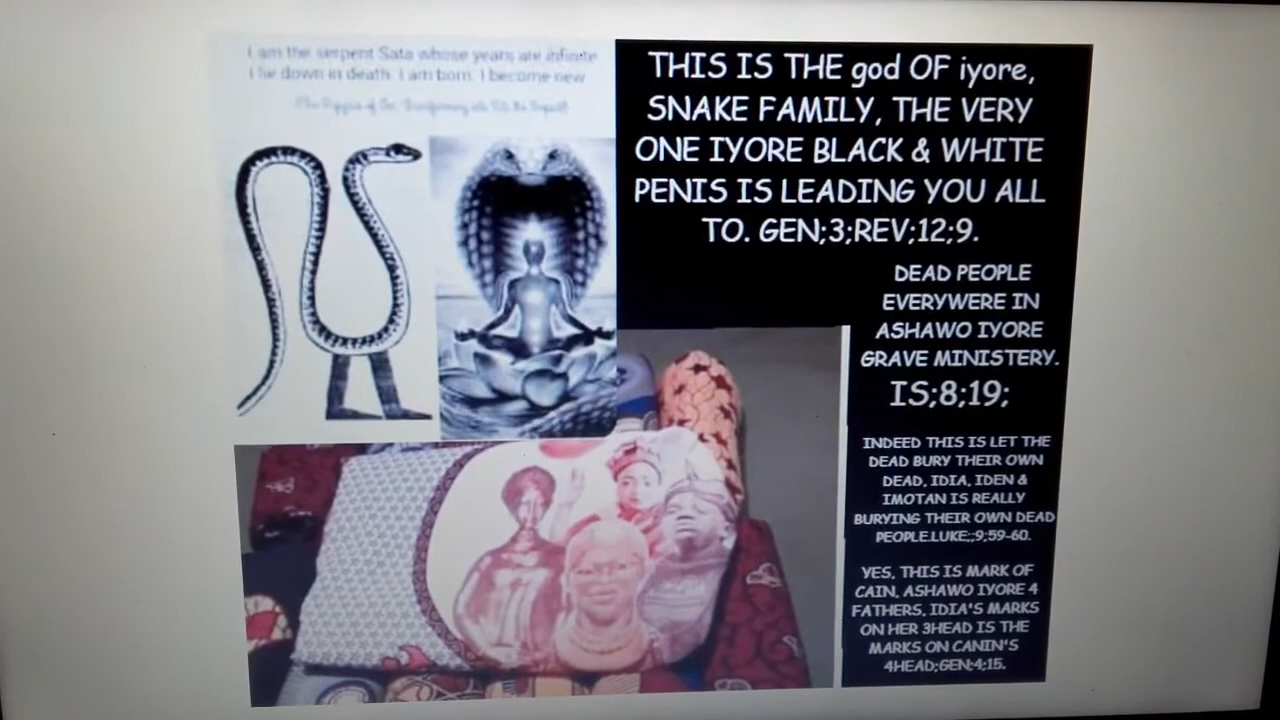 I am the serpent Sata whose years are infinite
I lie down in death. I am born. I become new
THIS IS THE god OF iyore,
SNAKE FAMILY, THE VERY
ONE IYORE BLACK & WHITE
PENIS IS LEADING YOU ALL
TO. GEN;3;REV;12;9.
DEAD PEOPLE
EVERYWERE IN
ASHAWO IYORE
GRAVE MINISTERY.
IS;8;19;
INDEED THIS IS LET THE
DEAD BURY THEIR OWN
DEAD, IDIA, IDEN &
IMOTAN IS REALLY
BURYING THEIR OWN DEAD
PEOPLE.LUKE;;9;59-60.
YES, THIS IS MARK OF
CAIN, ASHAWO IYORE 4
FATHERS, IDIA'S MARKS
ON HER 3HEAD IS THE
MARKS ON CANIN'S
4HEAD;GEN;4;15.